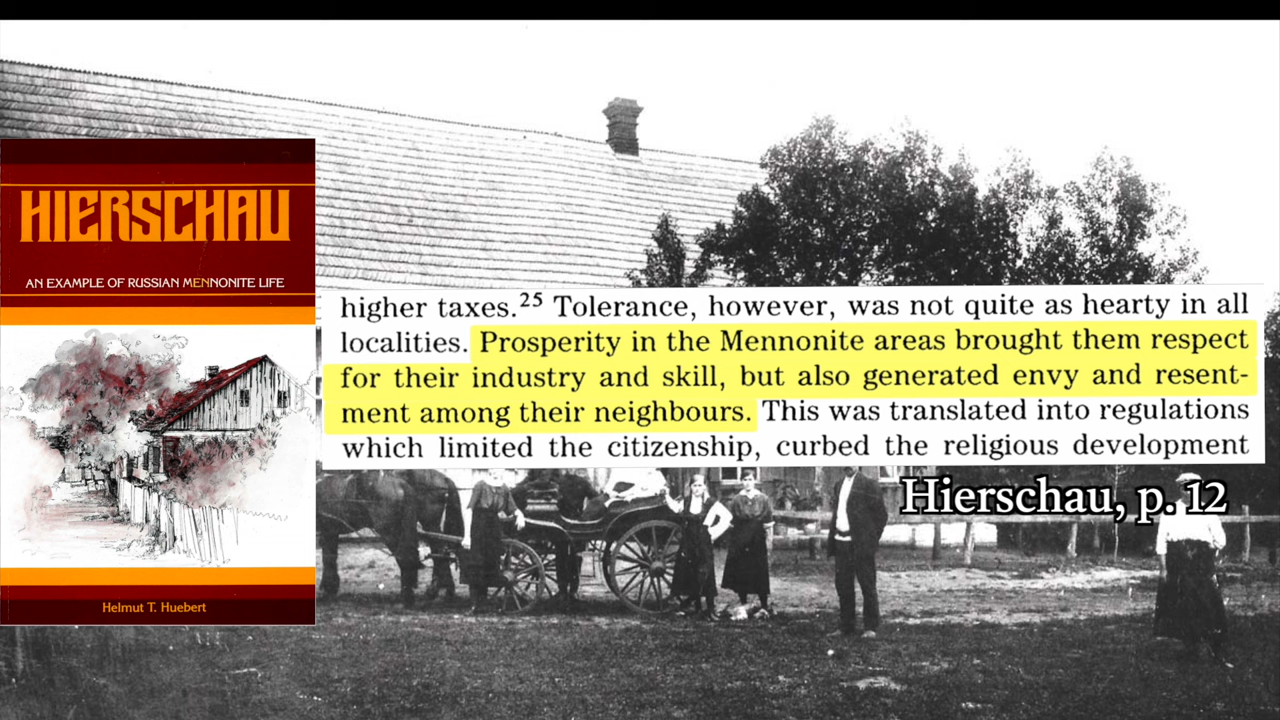 HIERSCHAU
AN EXAMPLE OF RUSSIAN MENNONITE LIFE
Helmut T. Huebert
higher taxes.25 Tolerance, however, was not quite as hearty in all
localities. Prosperity in the Mennonite areas brought them respect
for their industry and skill, but also generated envy and resent-
ment among their neighbours. This was translated into regulations
which limited the citizenship, curbed the religious development
Hierschau, p. 12